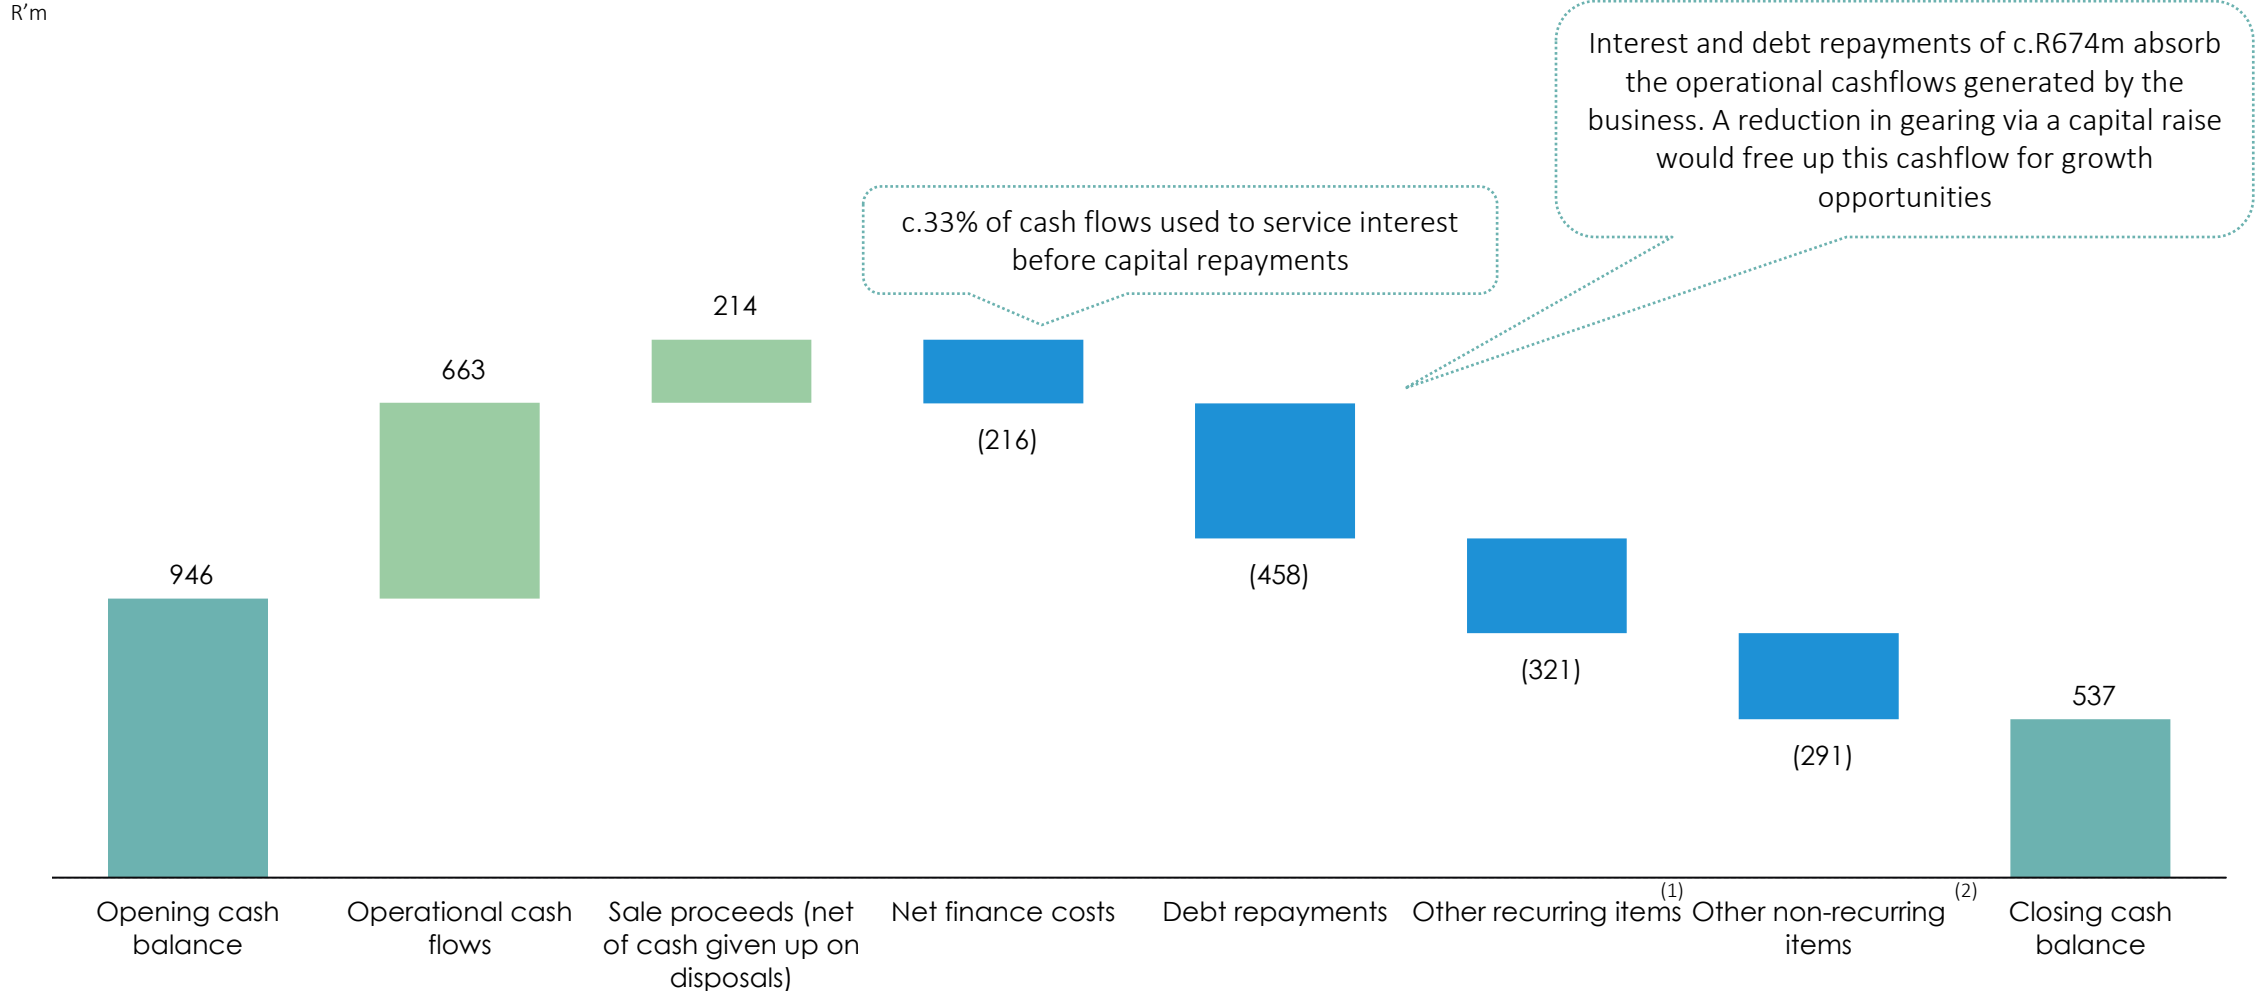 R’m
Interest and debt repayments of c.R674m absorb
the operational cashflows generated by the
business. A reduction in gearing via a capital raise
would free up this cashflow for growth
opportunities
c.33% of cash flows used to service interest
before capital repayments
214
663
(216)
946
(458)
(321)
537
(291)
Opening cash
balance
Operational cash
flows
Sale proceeds (net
of cash given up on
disposals)
Net finance costs
Debt repayments
Other recurring items (1)
Other non-recurring (2)
items
Closing cash
balance